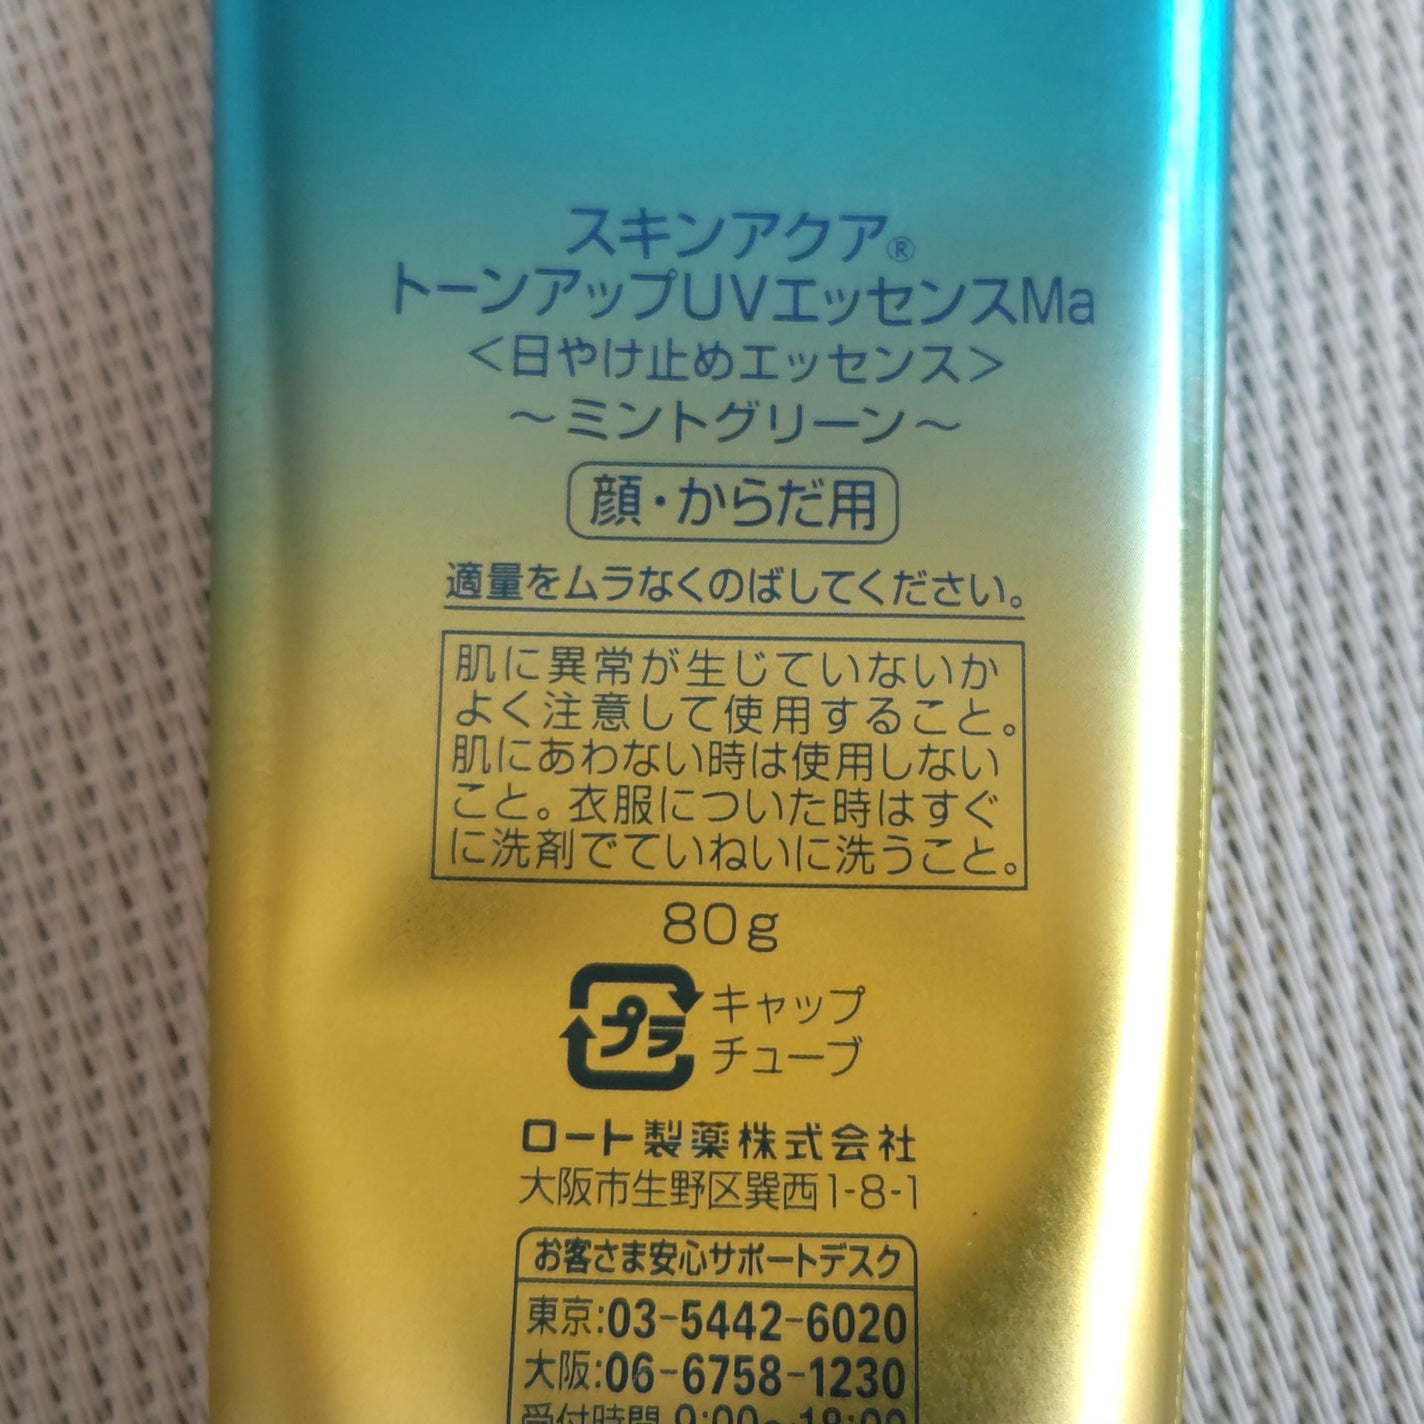 スキンアクア®
トーンアップUVエッセンスMa
＜日やけ止めエッセンス＞
～ミントグリーン～
顔・からだ用
適量をムラなくのばしてください。
肌に異常が生じていないか
よく注意して使用すること。
肌にあわない時は使用しない
こと。衣服についた時はすぐ
に洗剤でていねいに洗うこと。
80g
プラ
キャップ
チューブ
ロート製薬株式会社
大阪市生野区巽西1-8-1
お客さま安心サポートデスク
東京:03-5442-6020
大阪:06-6758-1230
受付時間 9:00～18:00